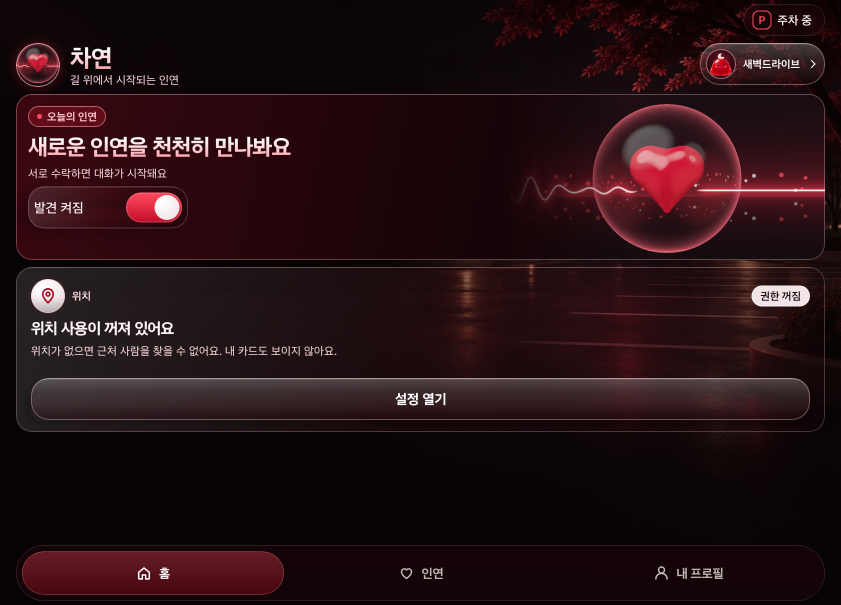 P 주차 중
차연
길 위에서 시작되는 인연
새벽드라이브
오늘의 인연
새로운 인연을 천천히 만나봐요
서로 수락하면 대화가 시작돼요
발견 켜짐
위치
권한 꺼짐
위치 사용이 꺼져 있어요
위치가 없으면 근처 사람을 찾을 수 없어요. 내 카드도 보이지 않아요.
설정 열기
홈
인연
내 프로필